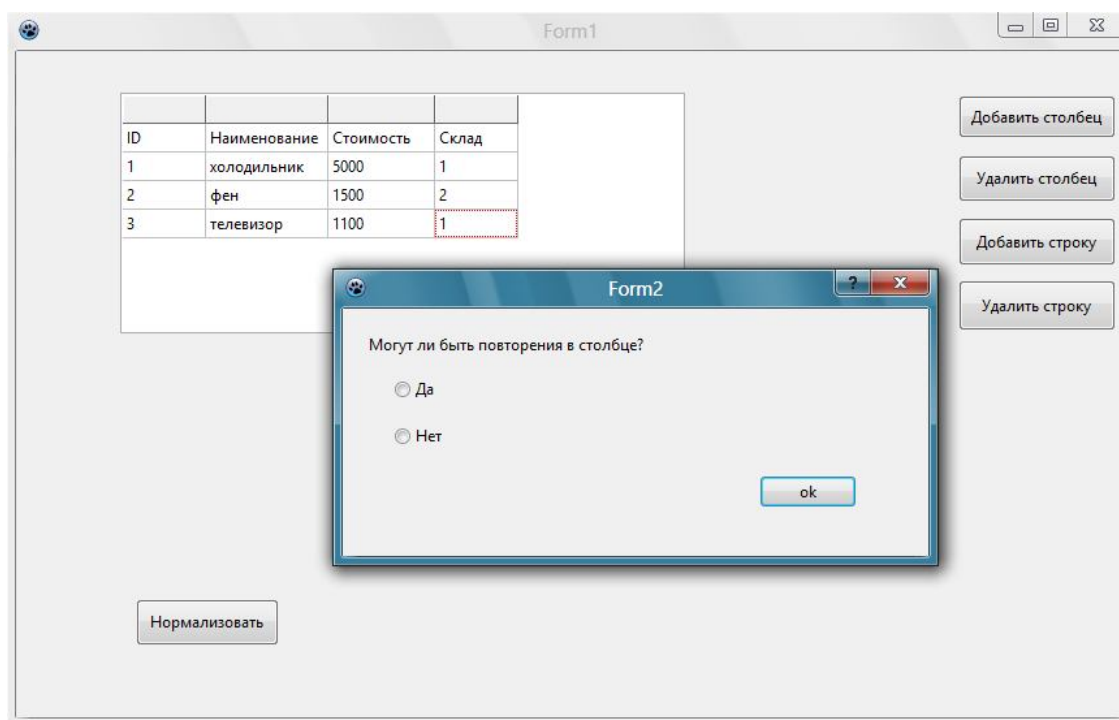 Form1
ID Наименование Стоимость Склад
1 холодильник 5000 1
2 фен 1500 2
3 телевизор 1100 1
Добавить столбец
Удалить столбец
Добавить строку
Удалить строку
Form2
?
Могут ли быть повторения в столбце?
Да
Нет
ok
Нормализовать